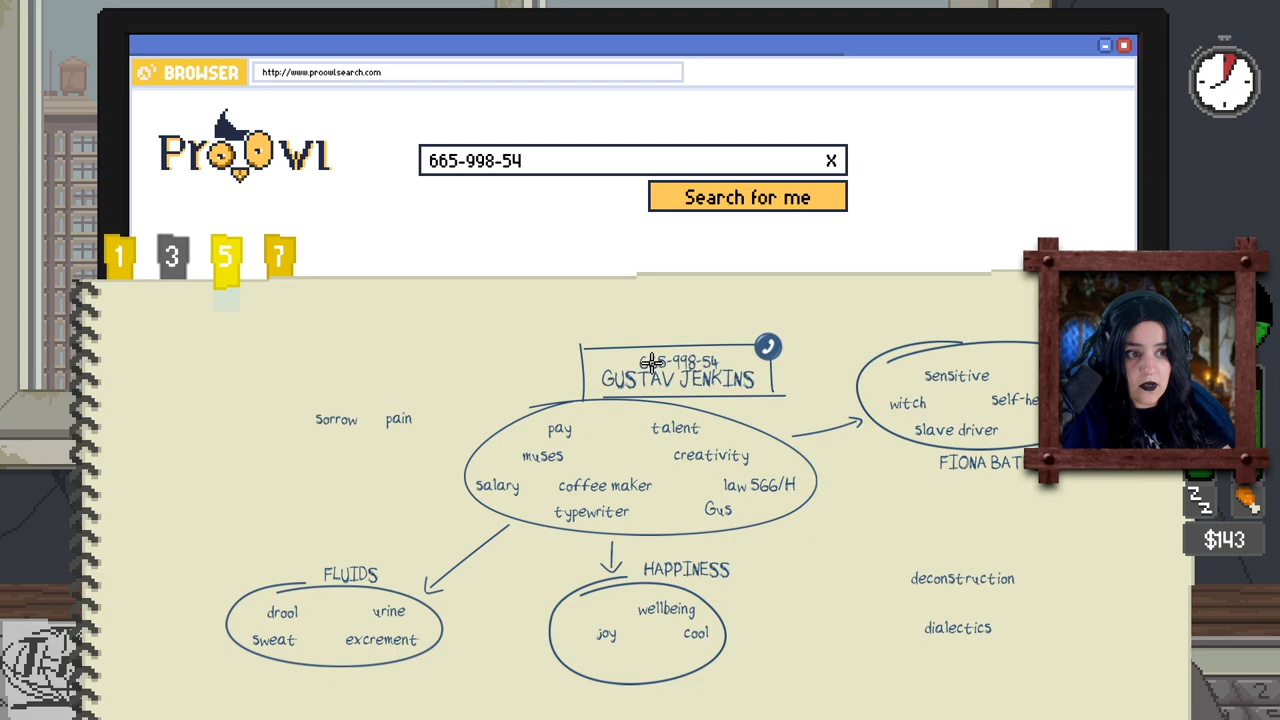 BROWSER
http://www.proowlsearch.com
PrOOwl
665-998-54 X
Search for me
1 3 5 7
665-998-54
GUSTAV JENKINS
sensitive
witch
slave driver
sorrow pain
pay talent
muses creativity
salary coffee maker law 566/H
typewriter Gus
FLUIDS
HAPPINESS
drool urine
sweat excrement
wellbeing
joy cool
deconstruction
dialectics
FIONA
$143